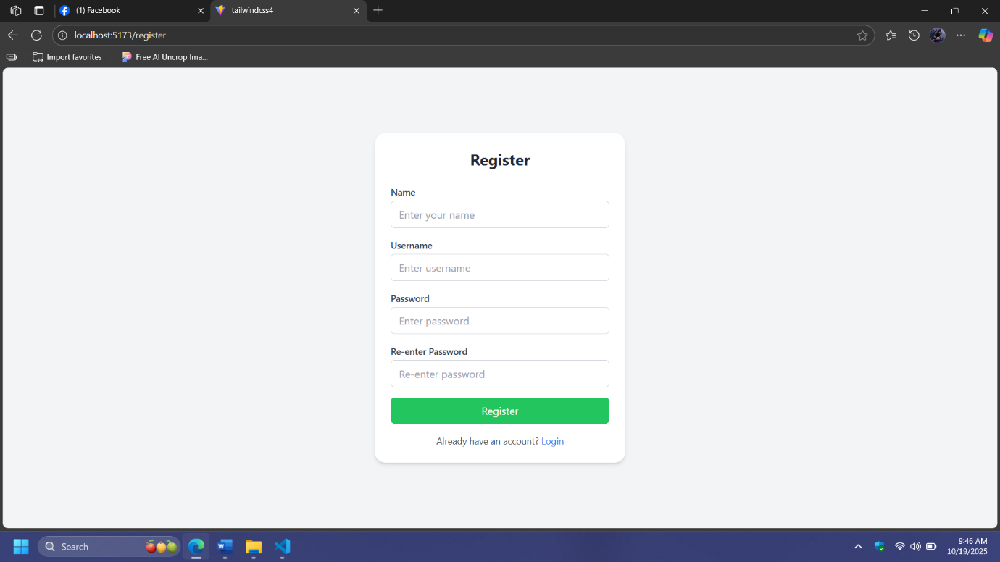 (1) Facebook
tailwindcss4
localhost:5173/register
Import favorites
Free AI Uncrop Ima...
Register
Name
Enter your name
Username
Enter username
Password
Enter password
Re-enter Password
Re-enter password
Register
Already have an account? Login
Search
9:46 AM
10/19/2025